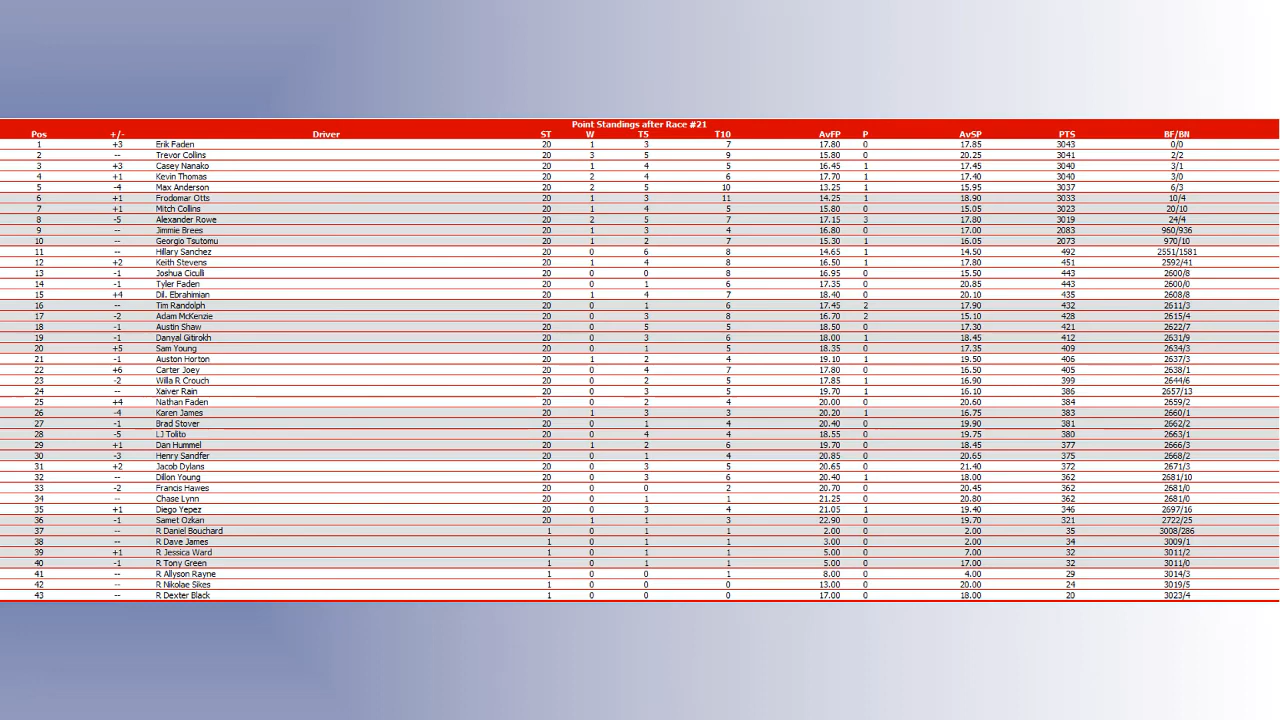 Point Standings after Race #21
Pos +/- Driver ST W T5 T10 AvFP P AvSP PTS BF/BN
1 +3 Erik Faden 20 1 3 7 17.80 0 17.85 3043 0/0
2 -- Trevor Collins 20 3 5 9 15.80 0 20.25 3041 2/2
3 +3 Casey Nanako 20 1 4 5 16.45 1 17.45 3040 3/1
4 +1 Kevin Thomas 20 2 4 6 17.70 1 17.40 3040 3/0
5 -4 Max Anderson 20 2 5 10 13.25 1 15.95 3037 6/3
6 +1 Frodomar Otts 20 1 3 11 14.25 1 18.90 3033 10/4
7 +1 Mitch Collins 20 1 4 5 15.80 0 15.05 3023 20/10
8 -5 Alexander Rowe 20 2 5 7 17.15 3 17.80 3019 24/4
9 -- Jimmie Brees 20 1 3 4 16.80 0 17.00 2083 960/936
10 -- Georgio Tsutomu 20 1 2 7 15.30 1 16.05 2073 970/10
11 -- Hillary Sanchez 20 0 6 8 14.65 1 14.50 492 2551/1581
12 +2 Keith Stevens 20 1 4 8 16.50 1 17.80 451 2592/41
13 -1 Joshua Ciculli 20 0 0 8 16.95 0 15.50 443 2600/8
14 -1 Tyler Faden 20 0 1 6 17.35 0 20.85 443 2600/0
15 +4 Dil. Ebrahimian 20 1 4 7 18.40 0 20.10 435 2608/8
16 -- Tim Randolph 20 0 1 6 17.45 2 17.90 432 2611/3
17 -2 Adam McKenzie 20 0 3 8 16.70 2 15.10 428 2615/4
18 -1 Austin Shaw 20 0 5 5 18.50 0 17.30 421 2622/7
19 -1 Danyal Gitirokh 20 0 3 6 18.00 1 18.45 412 2631/9
20 +5 Sam Young 20 0 1 5 18.35 0 17.35 409 2634/3
21 -1 Auston Horton 20 1 2 4 19.10 1 19.50 406 2637/3
22 +6 Carter Joey 20 0 4 7 17.80 0 16.50 405 2638/1
23 -2 Willa R Crouch 20 0 2 5 17.85 1 16.90 399 2644/6
24 -- Xaiver Rain 20 0 3 5 19.70 1 16.10 386 2657/13
25 +4 Nathan Faden 20 0 2 4 20.00 0 20.60 384 2659/2
26 -4 Karen James 20 1 3 3 20.20 1 16.75 383 2660/1
27 -1 Brad Stover 20 0 1 4 20.40 0 19.90 381 2662/2
28 -5 LJ Tolito 20 0 4 4 18.55 0 19.75 380 2663/1
29 +1 Dan Hummel 20 1 2 6 19.70 0 18.45 377 2666/3
30 -3 Henry Sandfer 20 0 1 4 20.85 0 20.65 375 2668/2
31 +2 Jacob Dylans 20 0 3 5 20.65 0 21.40 372 2671/3
32 -- Dillon Young 20 0 3 6 20.40 1 18.00 362 2681/10
33 -2 Francis Hawes 20 0 0 2 20.70 0 20.45 362 2681/0
34 -- Chase Lynn 20 0 1 1 21.25 0 20.80 362 2681/0
35 +1 Diego Yepez 20 0 3 4 21.05 1 19.40 346 2697/16
36 -1 Samet Ozkan 20 1 1 3 22.90 0 19.70 321 2722/25
37 -- R Daniel Bouchard 1 0 1 1 2.00 0 2.00 35 3008/286
38 -- R Dave James 1 0 1 1 3.00 0 2.00 34 3009/1
39 +1 R Jessica Ward 1 0 1 1 5.00 0 7.00 32 3011/2
40 -1 R Tony Green 1 0 1 1 5.00 0 17.00 32 3011/0
41 -- R Allyson Rayne 1 0 0 1 8.00 0 4.00 29 3014/3
42 -- R Nikolae Sikes 1 0 0 0 13.00 0 20.00 24 3019/5
43 -- R Dexter Black 1 0 0 0 17.00 0 18.00 20 3023/4